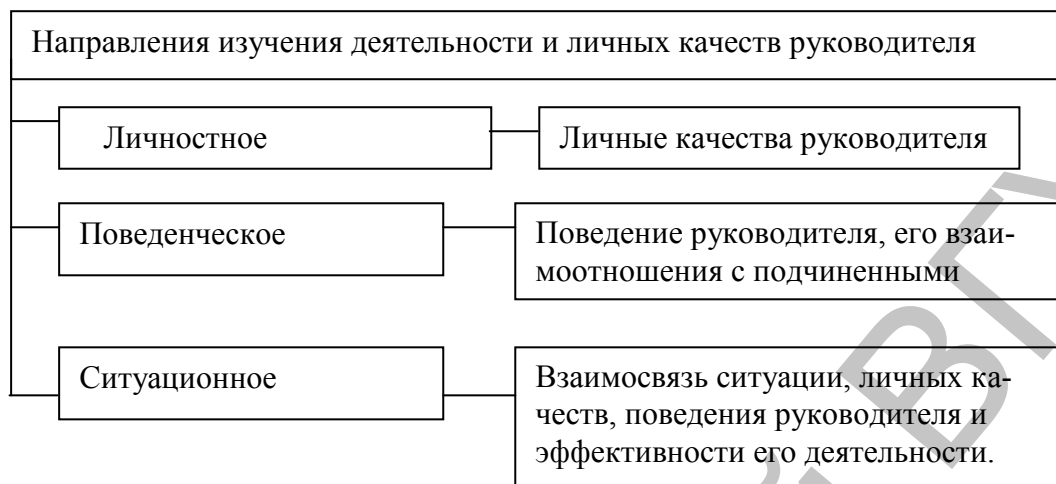 Направления изучения деятельности и личных качеств руководителя
Личностное
Личные качества руководителя
Поведенческое
Поведение руководителя, его взаи-
моотношения с подчиненными
Ситуационное
Взаимосвязь ситуации, личных ка-
честв, поведения руководителя и
эффективности его деятельности.
ВГ